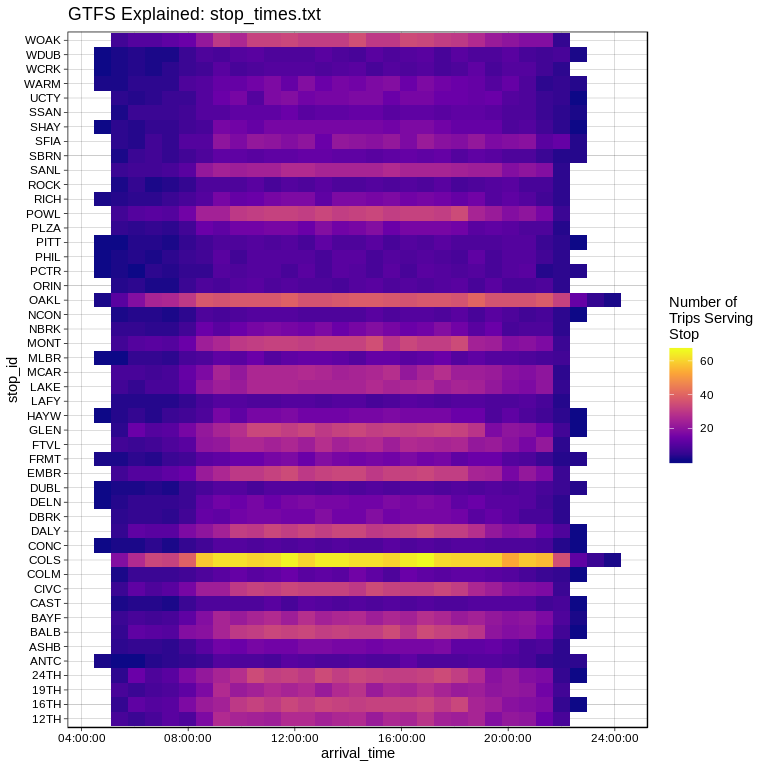 GTFS Explained: stop_times.txt
stop_id
WOAK
WDUB
WCRK
WARM
UCTY
SSAN
SHAY
SFIA
SBRN
SANL
ROCK
RICH
POWL
PLZA
PITT
PHIL
PCTR
ORIN
OAKL
NCON
NBRK
MONT
MLBR
MCAR
LAKE
LAFY
HAYW
GLEN
FTVL
FRMT
EMBR
DUBL
DELN
DBRK
DALY
CONC
COLS
COLM
CIVC
CAST
BAYF
BALB
ASHB
ANTC
24TH
19TH
16TH
12TH
04:00:00 08:00:00 12:00:00 16:00:00 20:00:00 24:00:00
arrival_time
Number of
Trips Serving
Stop
60
40
20